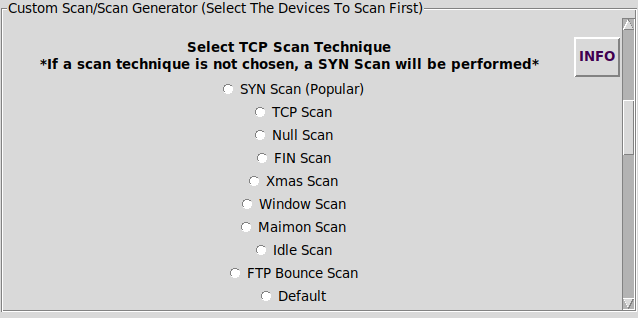 Custom Scan/Scan Generator (Select The Devices To Scan First)
Select TCP Scan Technique
*If a scan technique is not chosen, a SYN Scan will be performed*
INFO
SYN Scan (Popular)
TCP Scan
Null Scan
FIN Scan
Xmas Scan
Window Scan
Maimon Scan
Idle Scan
FTP Bounce Scan
Default